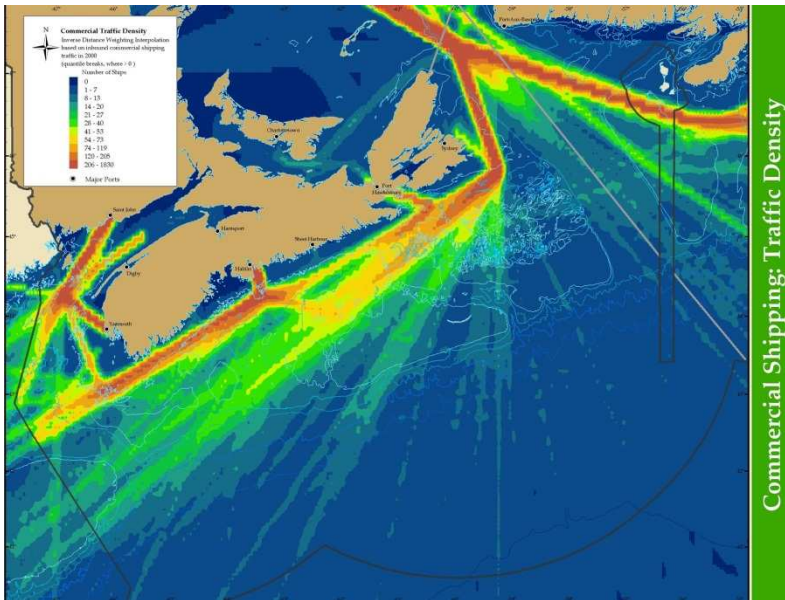 Commercial Traffic Density
Inverse Distance Weighting Interpolation
based on inbound commercial shipping
traffic in 2000
(quantile breaks, where > 0 )
Number of Ships
0
1 - 7
8 - 13
14 - 20
21 - 27
28 - 40
41 - 53
54 - 73
74 - 119
120 - 205
206 - 1830
Major Ports
N
Port Aux Basques
Charlottetown
Sydney
Port
Hawkesbury
Saint John
Hantsport
Sheet Harbour
Halifax
Digby
Yarmouth
Commercial Shipping: Traffic Density